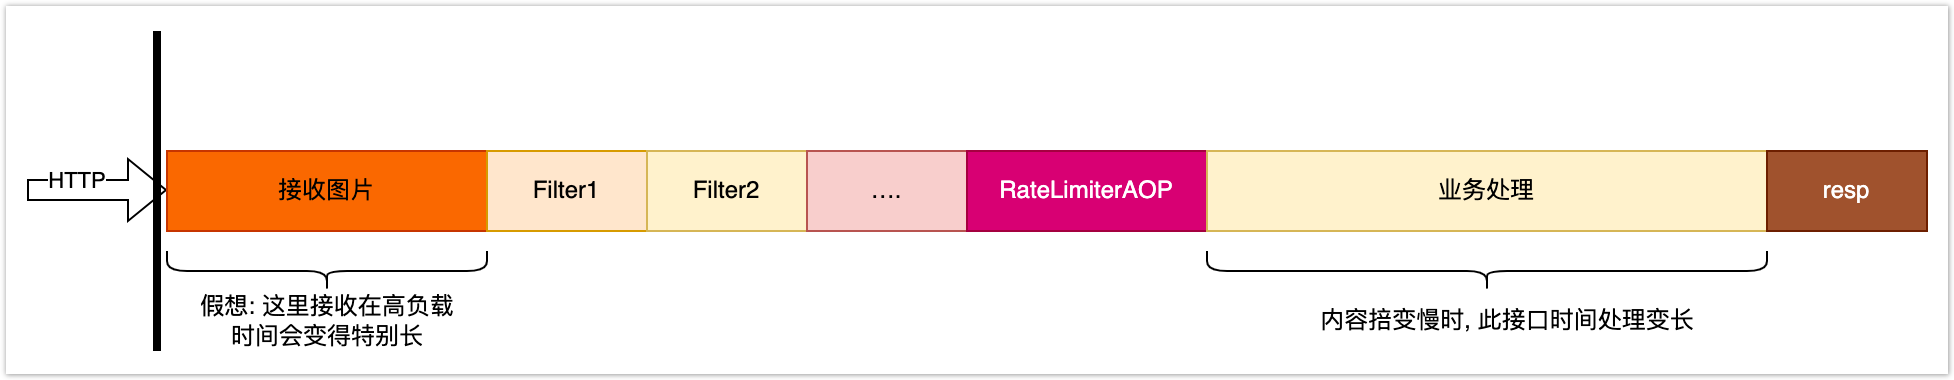 HTTP
接收图片
Filter1
Filter2
....
RateLimiterAOP
业务处理
resp
假想: 这里接收在高负载
时间会变得特别长
内容掊变慢时, 此接口时间处理变长